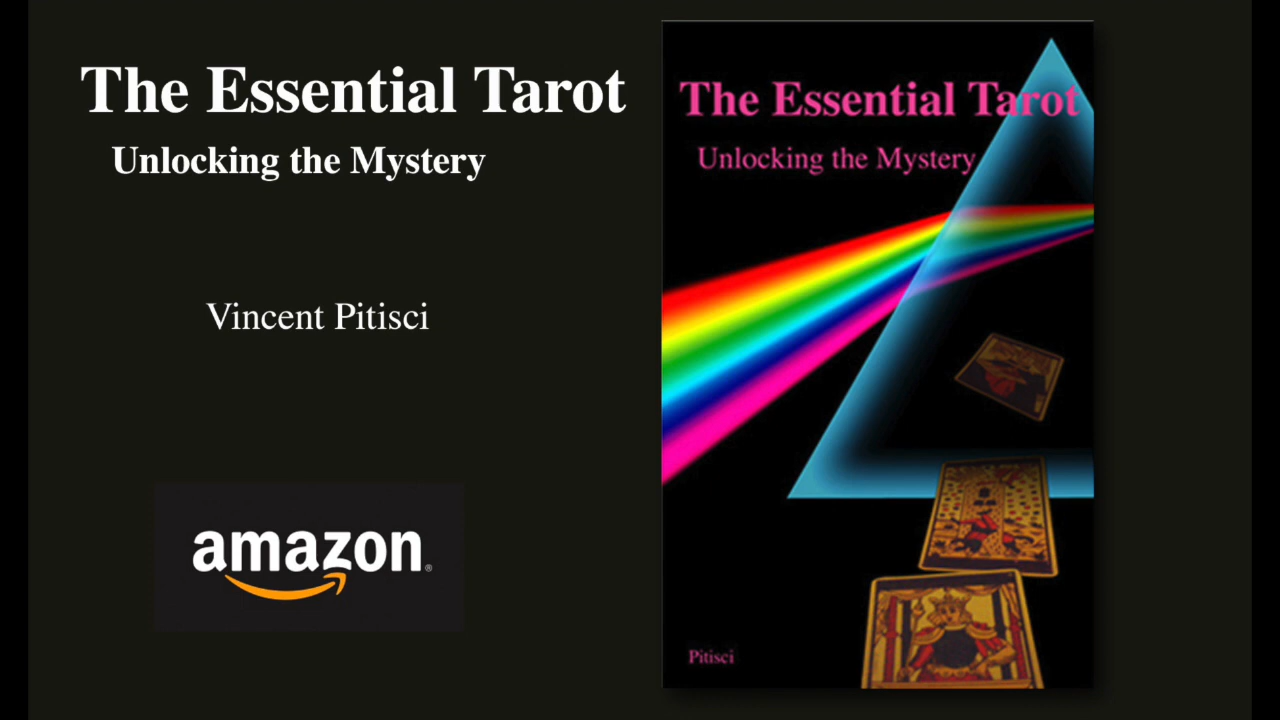 The Essential Tarot
Unlocking the Mystery
Vincent Pitisci
amazon®
The Essential Tarot
Unlocking the Mystery
Pitisci